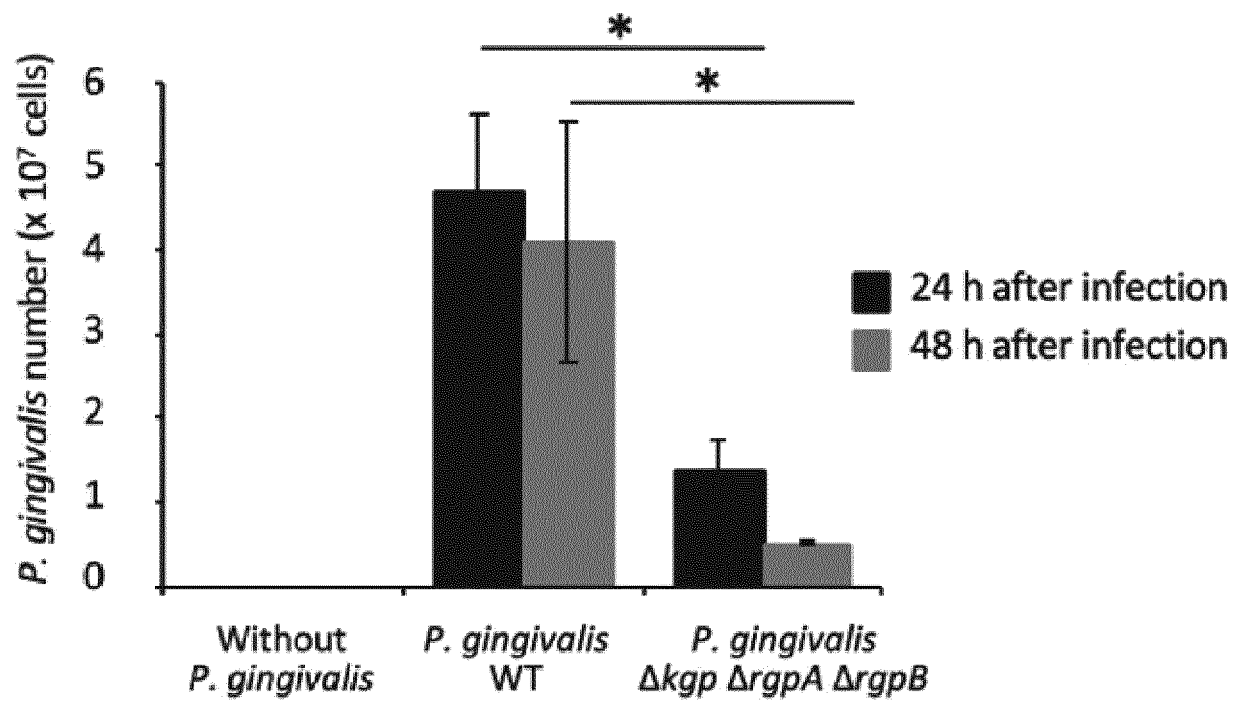 *
*
P. gingivalis number (x 10⁷ cells)
6
5
4
3
2
1
0
24 h after infection
48 h after infection
Without
P. gingivalis
P. gingivalis
WT
P. gingivalis
Δkgp ΔrgpA ΔrgpB